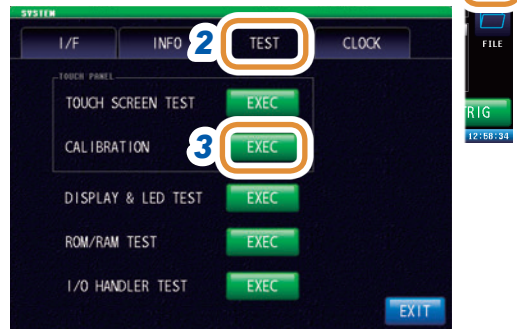 SYSTEM
I/F INFO 2 TEST CLOCK
TOUCH PANEL
TOUCH SCREEN TEST EXEC
CALIBRATION 3 EXEC
DISPLAY & LED TEST EXEC
ROM/RAM TEST EXEC
I/O HANDLER TEST EXEC
EXIT
FILE
RIG
12:58:34